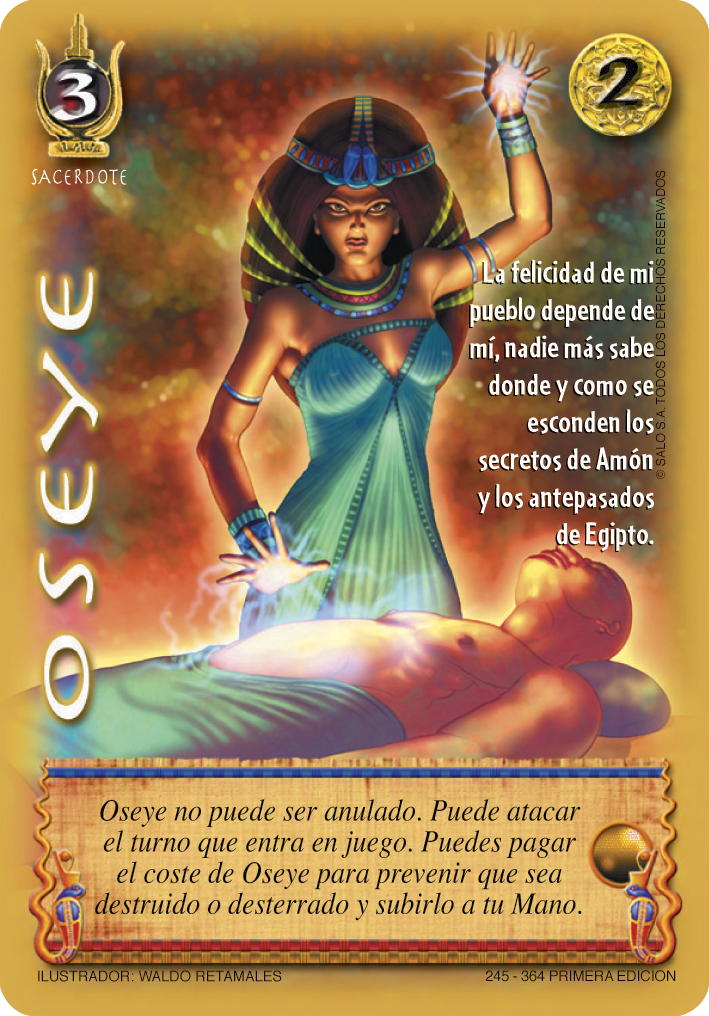 3
2
SACERDOTE
OSEYE
La felicidad de mi
pueblo depende de
mí, nadie más sabe
donde y como se
esconden los
secretos de Amón
y los antepasados
de Egipto.
© SALO S.A. TODOS LOS DERECHOS RESERVADOS
Oseye no puede ser anulado. Puede atacar
el turno que entra en juego. Puedes pagar
el coste de Oseye para prevenir que sea
destruido o desterrado y subirlo a tu Mano.
ILUSTRADOR: WALDO RETAMALES
245 - 364 PRIMERA EDICION